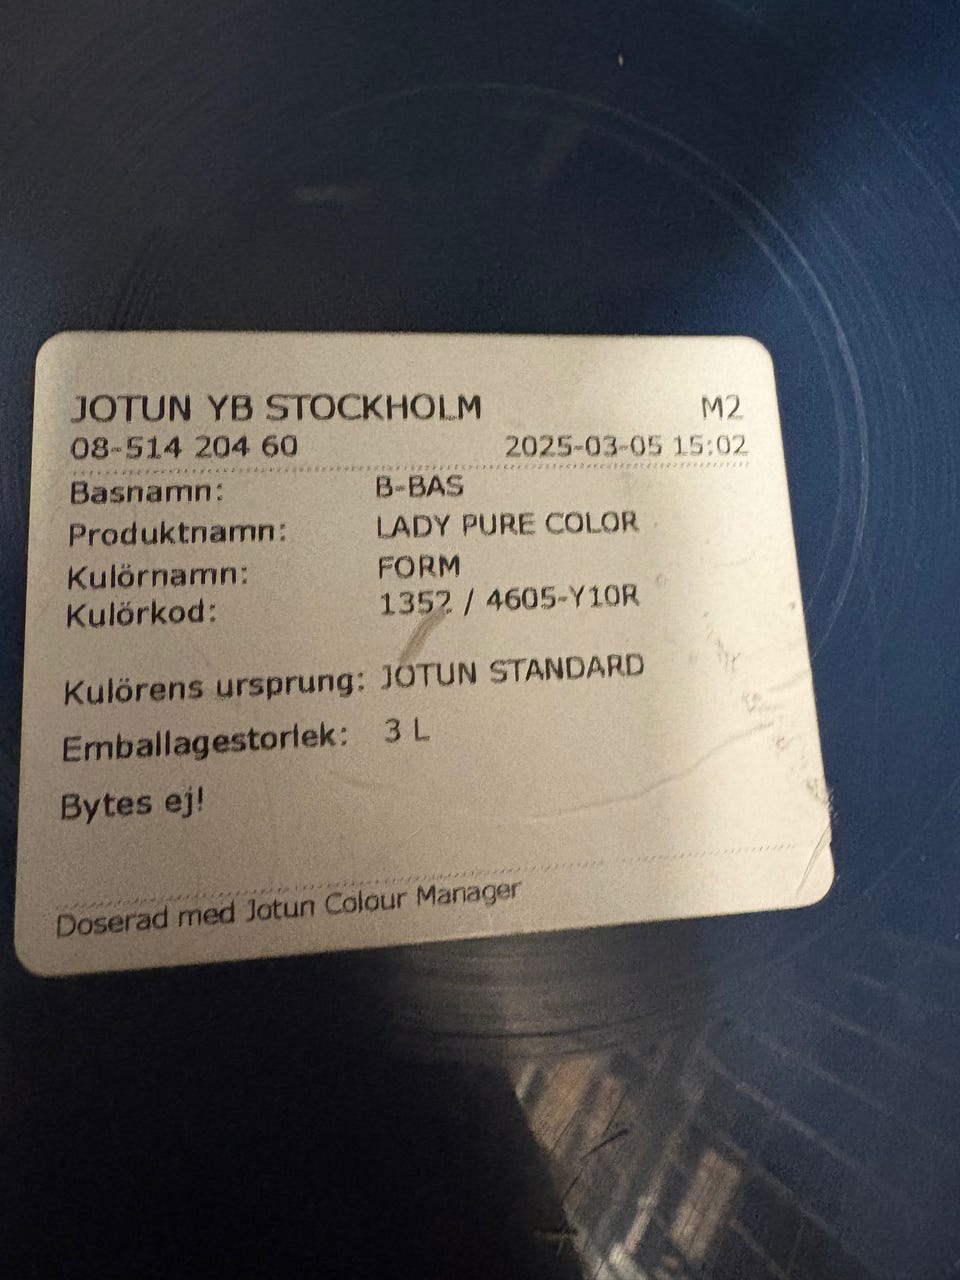 JOTUN YB STOCKHOLM M2
08-514 204 60 2025-03-05 15:02
Basnamn: B-BAS
Produktnamn: LADY PURE COLOR
Kulörnamn: FORM
Kulörkod: 1352 / 4605-Y10R
Kulörens ursprung: JOTUN STANDARD
Emballagestorlek: 3 L
Bytes ej!
Doserad med Jotun Colour Manager